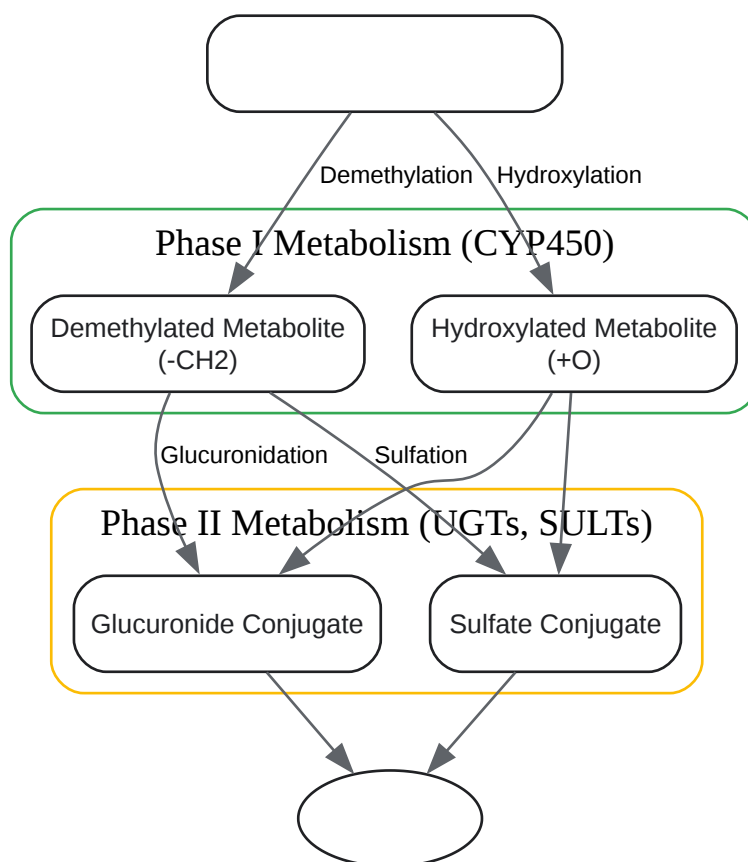 Demethylation
Hydroxylation
Phase I Metabolism (CYP450)
Demethylated Metabolite
(-CH2)
Hydroxylated Metabolite
(+O)
Glucuronidation
Sulfation
Phase II Metabolism (UGTs, SULTs)
Glucuronide Conjugate
Sulfate Conjugate